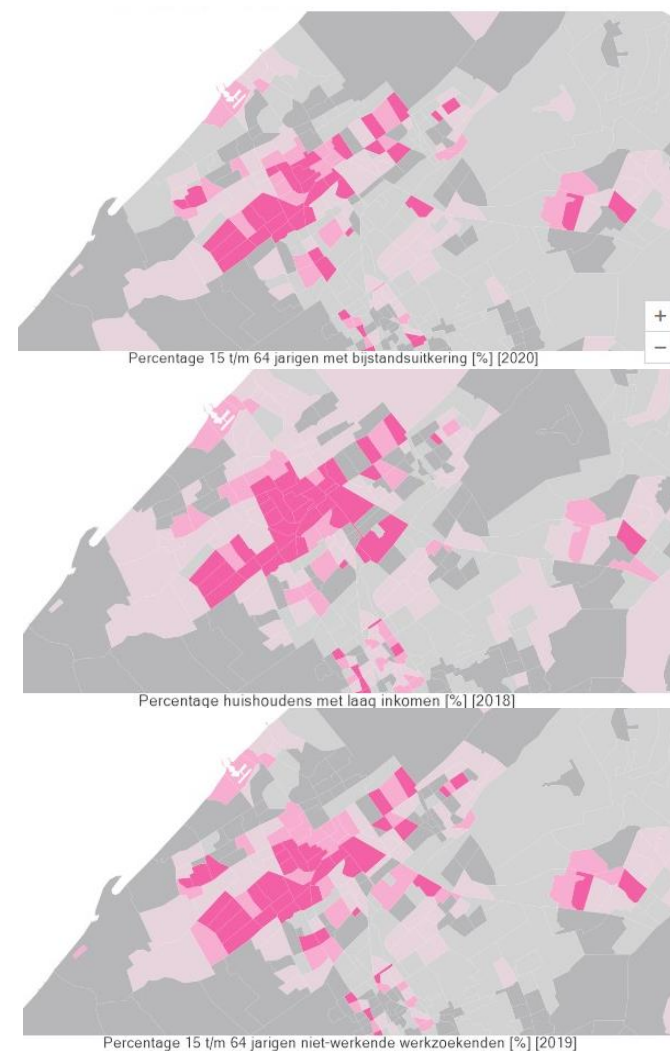 +
−
Percentage 15 t/m 64 jarigen met bijstandsuitkering [%] [2020]
Percentage huishoudens met laag inkomen [%] [2018]
Percentage 15 t/m 64 jarigen niet-werkende werkzoekenden [%] [2019]